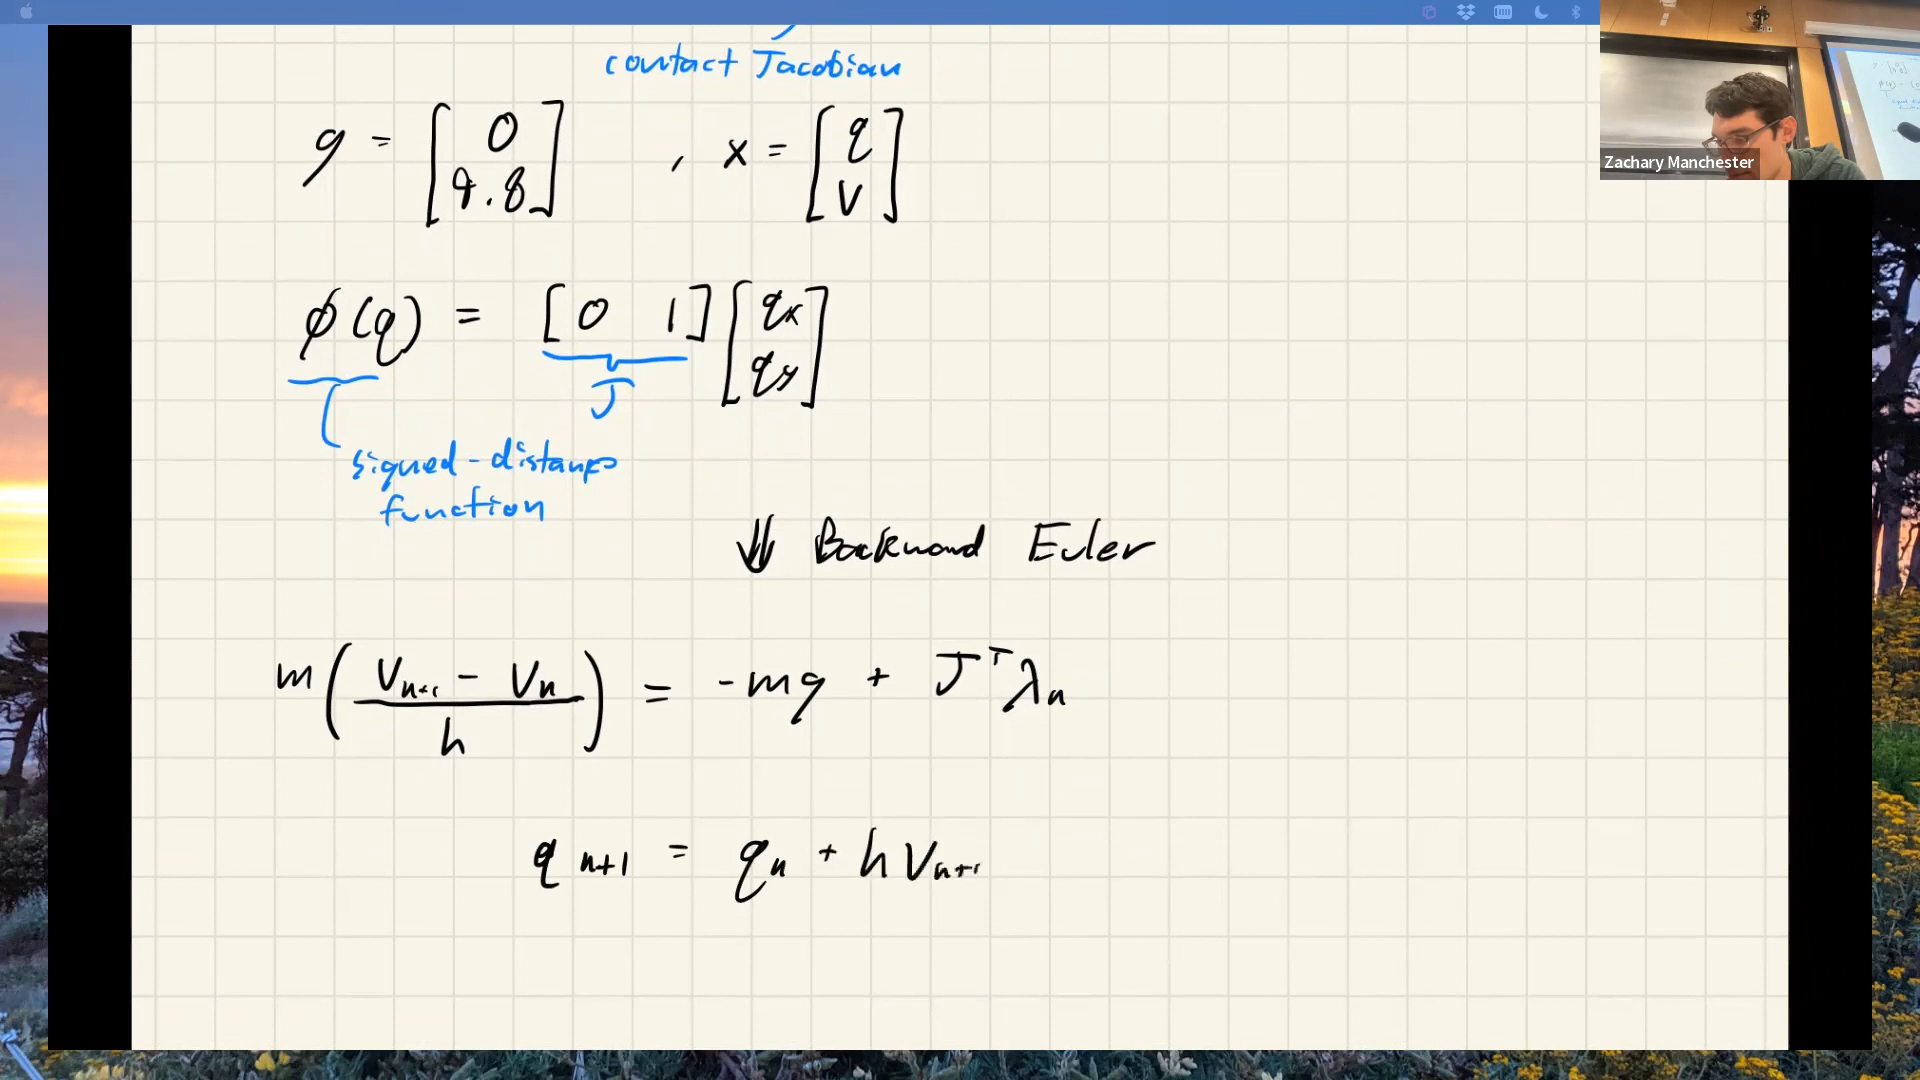 contact Jacobian
g = [ 0 9.8 ] , x = [ q v ]
Zachary Manchester
ϕ(q) = [ 0 1 ] [ qx qy ]
J
signed-distance
function
⇓ Backward Euler
m( (Vn+1 - Vn) / h ) = -mg + Jᵀλn
qn+1 = qn + hVn+1